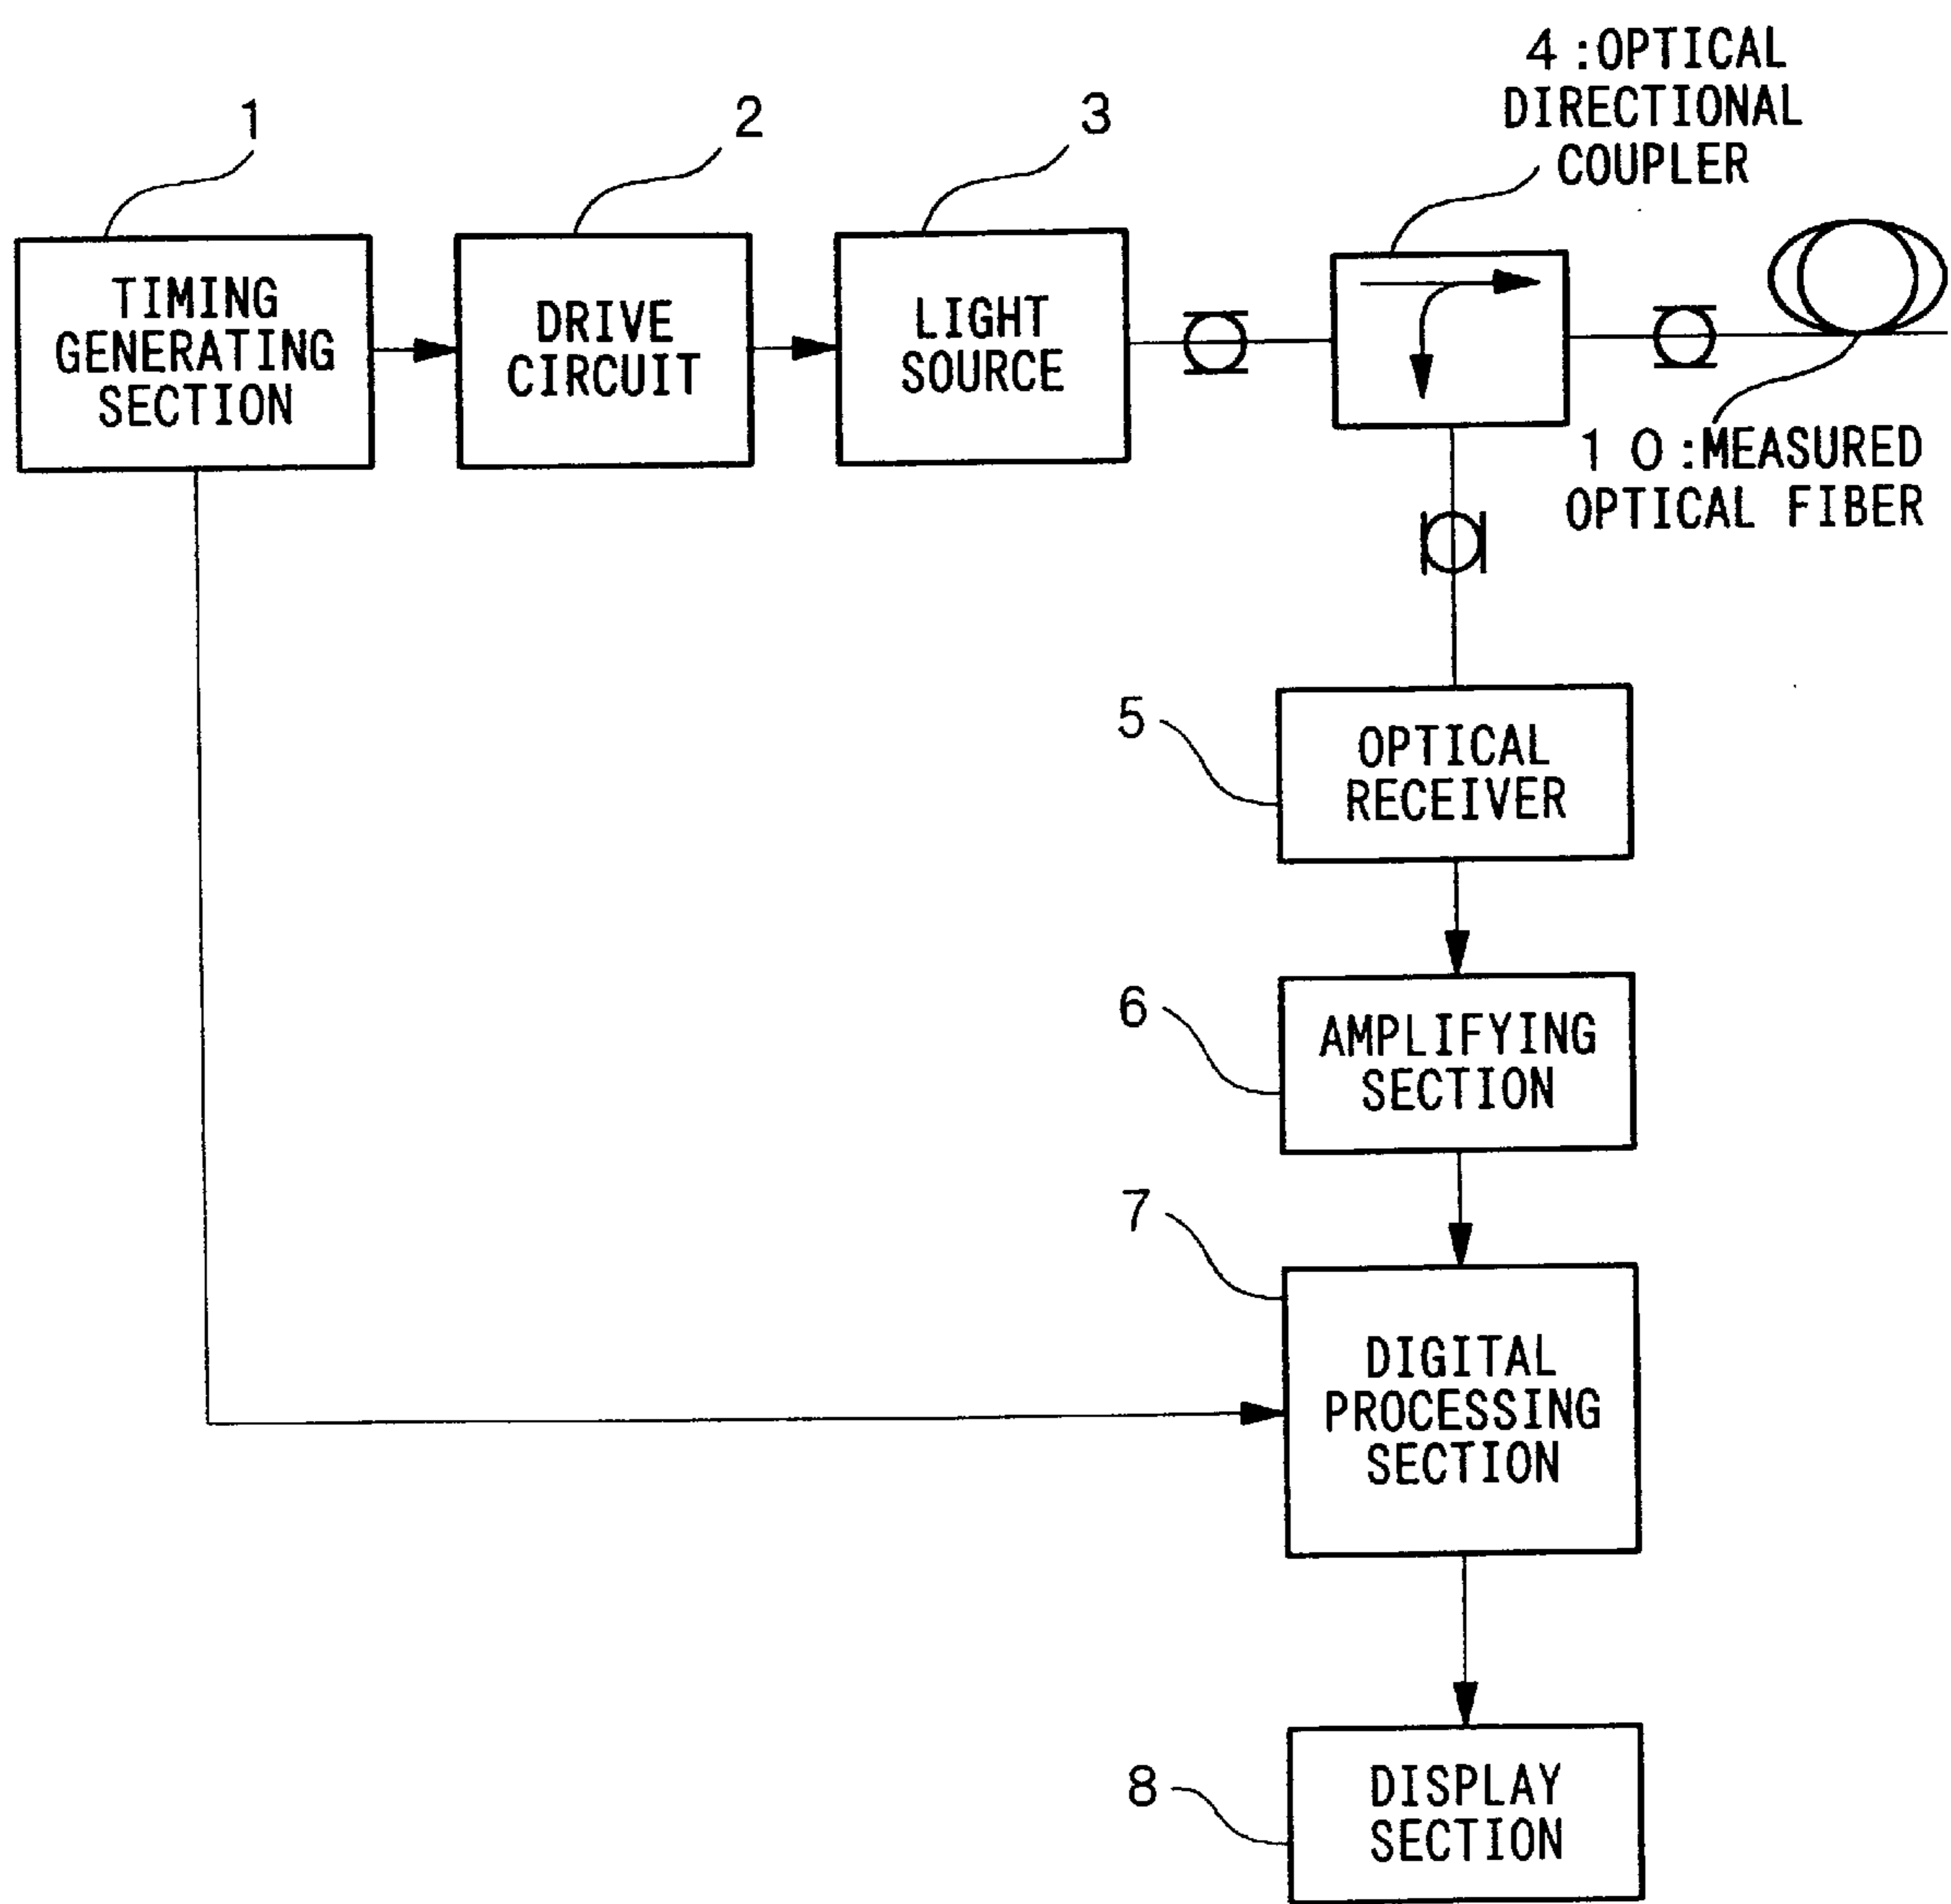 1
2
3
4 :OPTICAL
DIRECTIONAL
COUPLER
TIMING
GENERATING
SECTION
DRIVE
CIRCUIT
LIGHT
SOURCE
1 0 :MEASURED
OPTICAL FIBER
5
OPTICAL
RECEIVER
6
AMPLIFYING
SECTION
7
DIGITAL
PROCESSING
SECTION
8
DISPLAY
SECTION